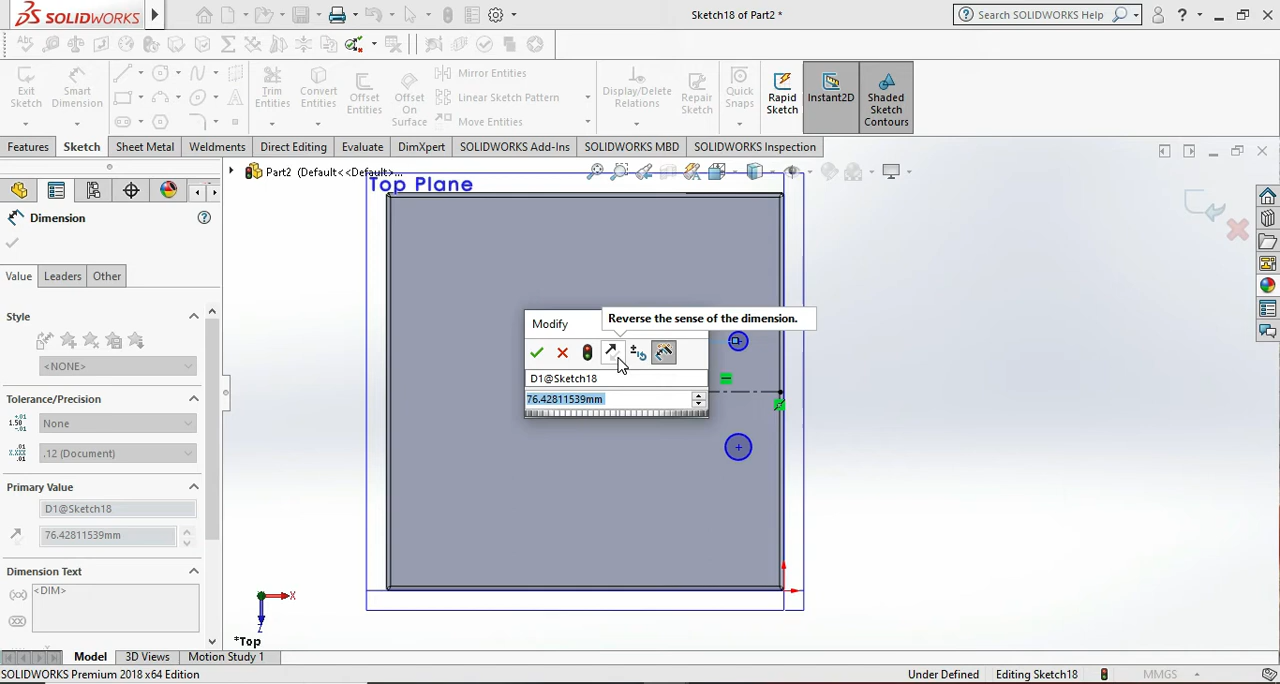 SOLIDWORKS
Sketch18 of Part2 *
Search SOLIDWORKS Help
?
Exit Sketch
Smart Dimension
Trim Entities
Convert Entities
Offset Entities
Offset On Surface
Mirror Entities
Linear Sketch Pattern
Move Entities
Display/Delete Relations
Repair Sketch
Quick Snaps
Rapid Sketch
Instant2D
Shaded Sketch Contours
Features
Sketch
Sheet Metal
Weldments
Direct Editing
Evaluate
DimXpert
SOLIDWORKS Add-Ins
SOLIDWORKS MBD
SOLIDWORKS Inspection
Part2 (Default<<Default>...
Top Plane
Dimension
?
Value
Leaders
Other
Style
<NONE>
Tolerance/Precision
None
.12 (Document)
Primary Value
D1@Sketch18
76.42811539mm
Dimension Text
<DIM>
Modify
Reverse the sense of the dimension.
D1@Sketch18
76.42811539mm
X
Z
*Top
Model
3D Views
Motion Study 1
SOLIDWORKS Premium 2018 x64 Edition
Under Defined
Editing Sketch18
MMGS